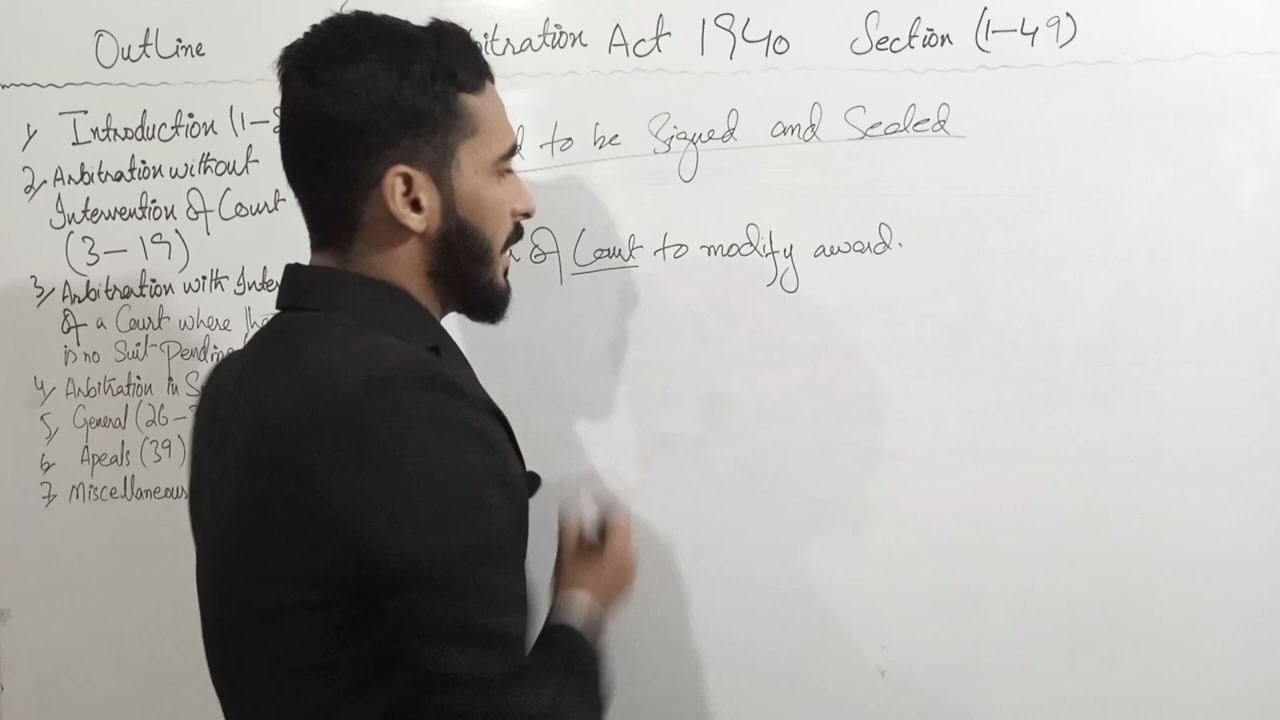 Outline
Act 1940 Section (1-49)
1, Introduction
to be Signed and Sealed
2, Arbitration without
Intervention Of Court
(3-19)
Of Court to modify award.
3, Arbitration with
Of a Court where
is no Suit Pending
4, Arbitration in
5, General (26-
6, Apeals (39)
7, Miscellaneous